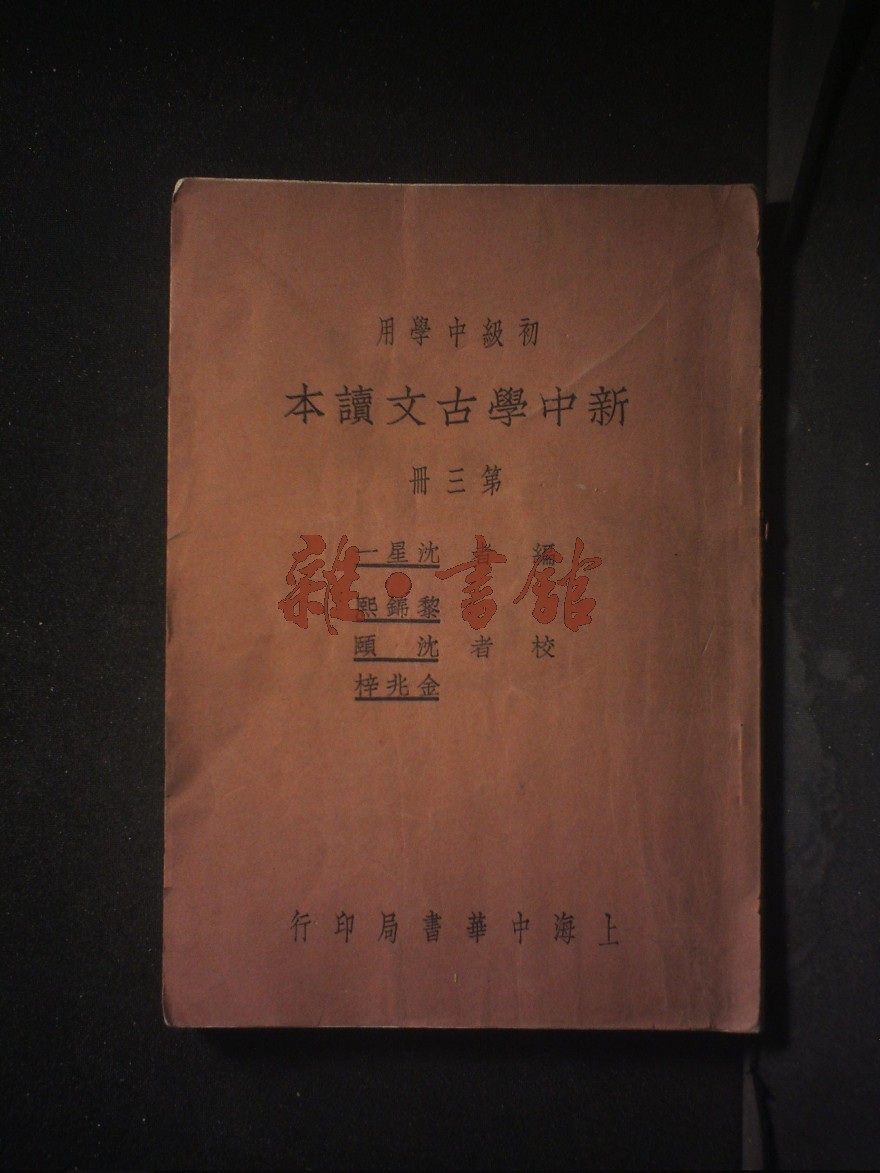 初級中學用
新中學古文讀本
第三冊
編者 沈星一
黎錦熙
校者 沈頤
金兆梓
上海中華書局印行
雜·書館